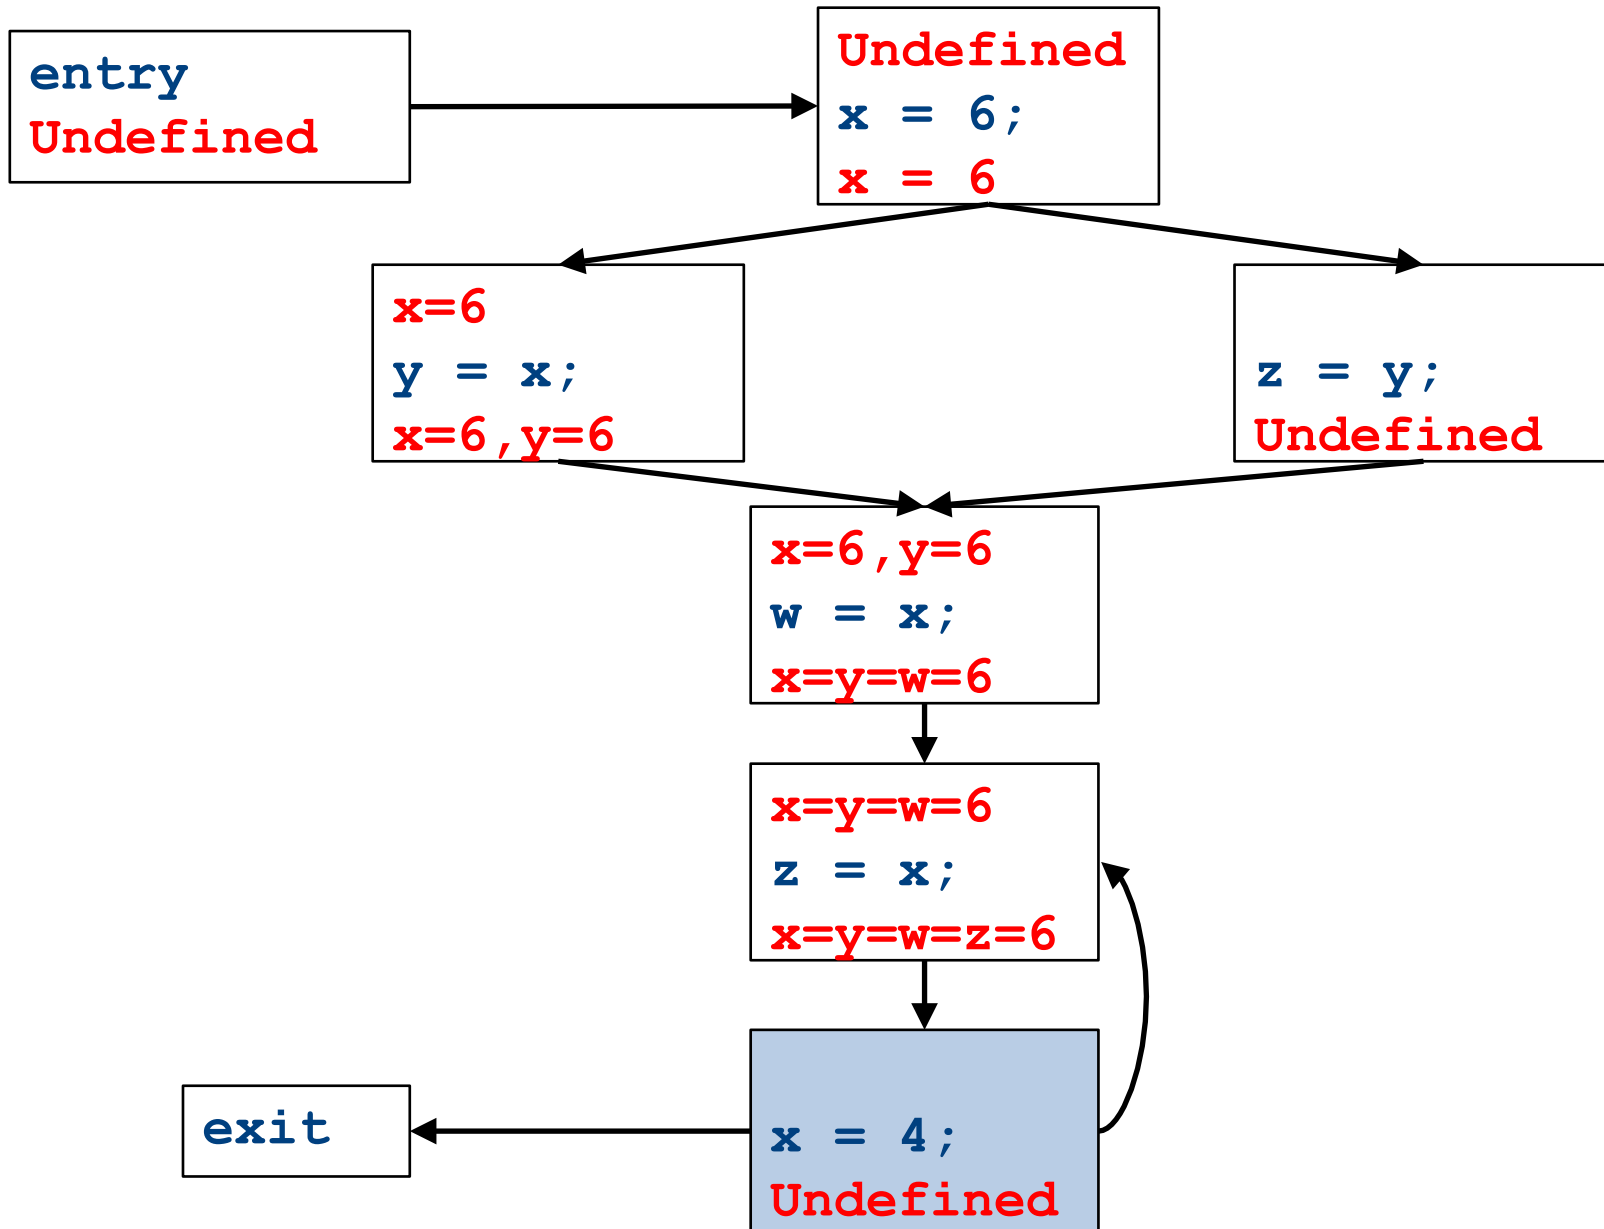 entry
Undefined
Undefined
x = 6;
x = 6
x=6
y = x;
x=6,y=6
z = y;
Undefined
x=6,y=6
w = x;
x=y=w=6
x=y=w=6
z = x;
x=y=w=z=6
exit
x = 4;
Undefined